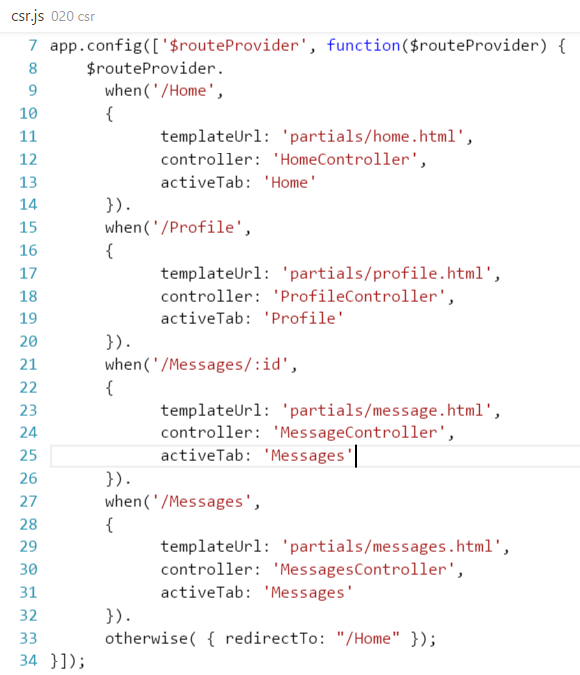 csr.js 020 csr
7 app.config(['$routeProvider', function($routeProvider) {
8     $routeProvider.
9       when('/Home',
10       {
11             templateUrl: 'partials/home.html',
12             controller: 'HomeController',
13             activeTab: 'Home'
14       }).
15       when('/Profile',
16       {
17             templateUrl: 'partials/profile.html',
18             controller: 'ProfileController',
19             activeTab: 'Profile'
20       }).
21       when('/Messages/:id',
22       {
23             templateUrl: 'partials/message.html',
24             controller: 'MessageController',
25             activeTab: 'Messages'
26       }).
27       when('/Messages',
28       {
29             templateUrl: 'partials/messages.html',
30             controller: 'MessagesController',
31             activeTab: 'Messages'
32       }).
33       otherwise( { redirectTo: "/Home" });
34 }]);